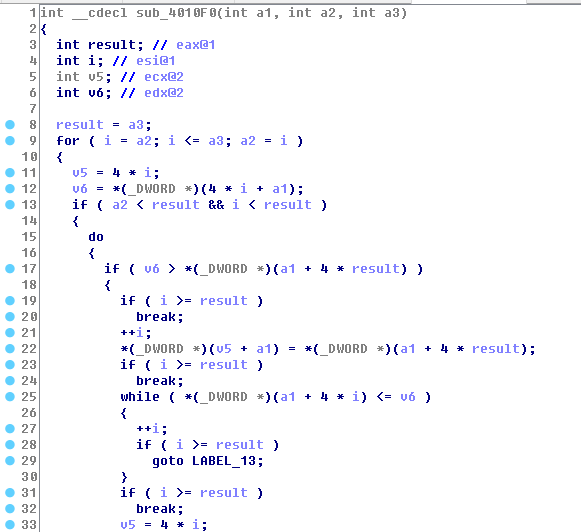 1 int __cdecl sub_4010F0(int a1, int a2, int a3)
2 {
3 int result; // eax@1
4 int i; // esi@1
5 int v5; // ecx@2
6 int v6; // edx@2
7
8 result = a3;
9 for ( i = a2; i <= a3; a2 = i )
10 {
11 v5 = 4 * i;
12 v6 = *(_DWORD *)(4 * i + a1);
13 if ( a2 < result && i < result )
14 {
15 do
16 {
17 if ( v6 > *(_DWORD *)(a1 + 4 * result) )
18 {
19 if ( i >= result )
20 break;
21 ++i;
22 *(_DWORD *)(v5 + a1) = *(_DWORD *)(a1 + 4 * result);
23 if ( i >= result )
24 break;
25 while ( *(_DWORD *)(a1 + 4 * i) <= v6 )
26 {
27 ++i;
28 if ( i >= result )
29 goto LABEL_13;
30 }
31 if ( i >= result )
32 break;
33 v5 = 4 * i;